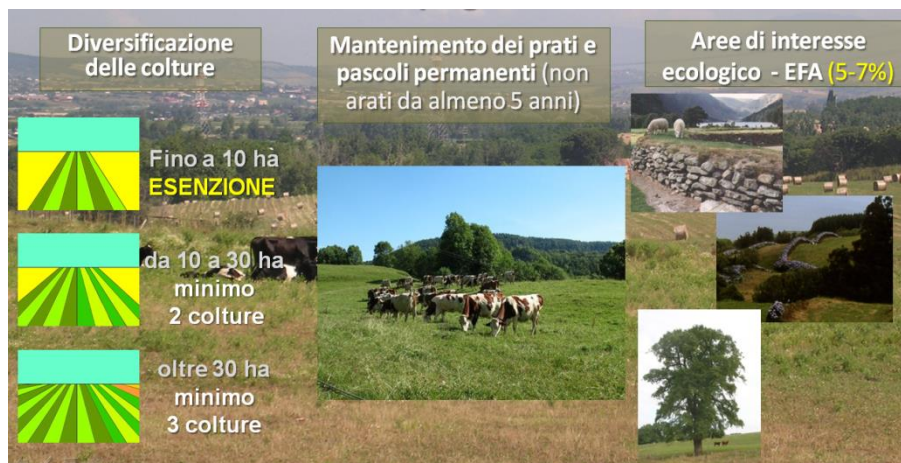 Diversificazione
delle colture
Fino a 10 ha
ESENZIONE
da 10 a 30 ha
minimo
2 colture
oltre 30 ha
minimo
3 colture
Mantenimento dei prati e
pascoli permanenti (non
arati da almeno 5 anni)
Aree di interesse
ecologico - EFA (5-7%)